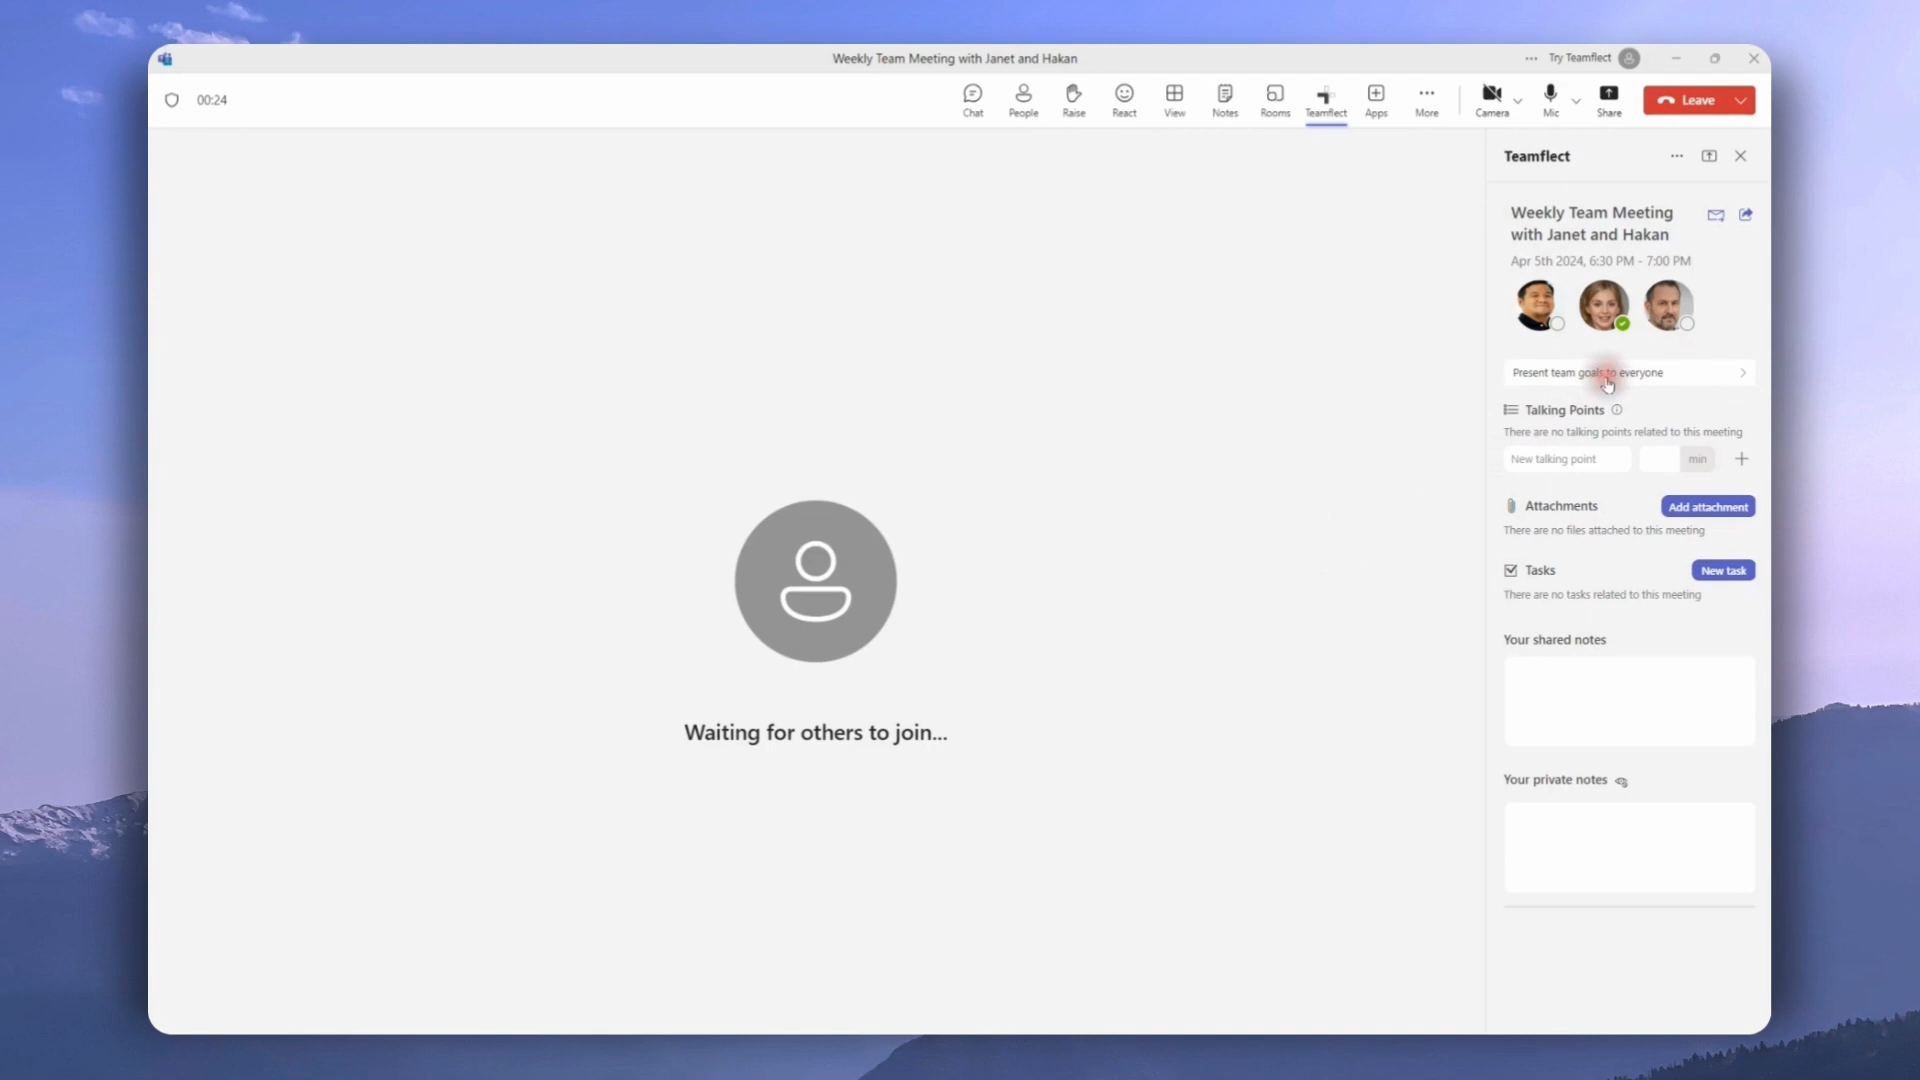 Weekly Team Meeting with Janet and Hakan
Try Teamflect
00:24
Chat
People
Raise
React
View
Notes
Rooms
Teamflect
Apps
More
Camera
Mic
Share
Leave
Teamflect
Weekly Team Meeting
with Janet and Hakan
Apr 5th 2024, 6:30 PM - 7:00 PM
Present team goals to everyone
Talking Points
There are no talking points related to this meeting
New talking point
min
Attachments
Add attachment
There are no files attached to this meeting
Tasks
New task
There are no tasks related to this meeting
Your shared notes
Waiting for others to join...
Your private notes